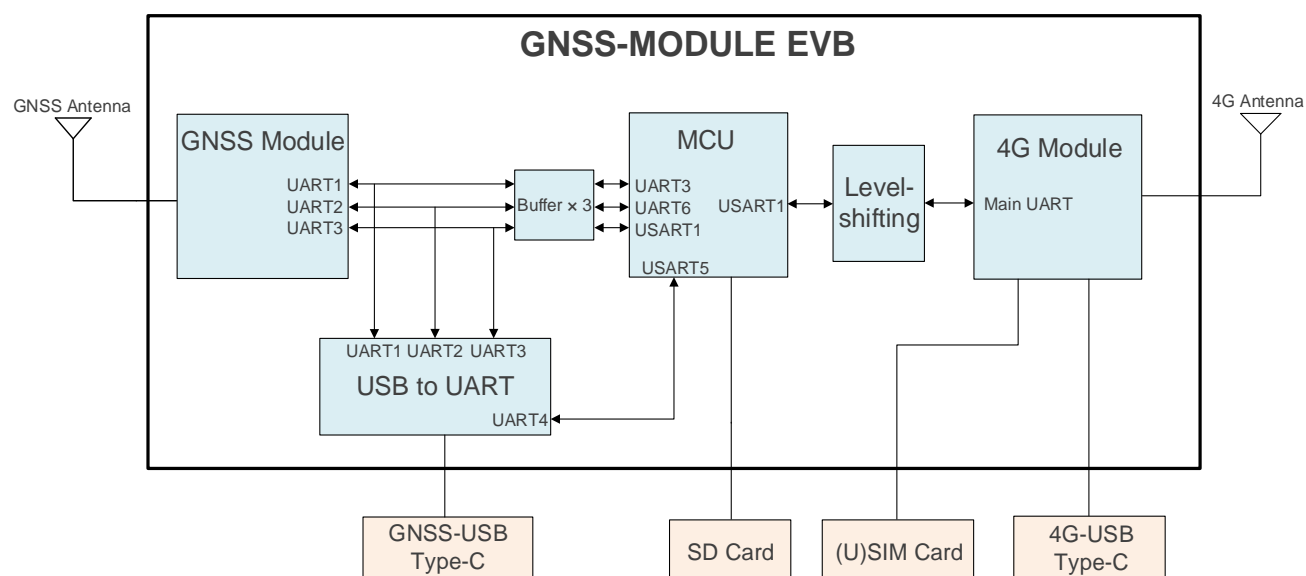 GNSS-MODULE EVB
GNSS Antenna
4G Antenna
GNSS Module
UART1
UART2
UART3
Buffer × 3
MCU
UART3
UART6
USART1
USART1
USART5
Level-
shifting
4G Module
Main UART
UART1 UART2 UART3
USB to UART
UART4
GNSS-USB
Type-C
SD Card
(U)SIM Card
4G-USB
Type-C